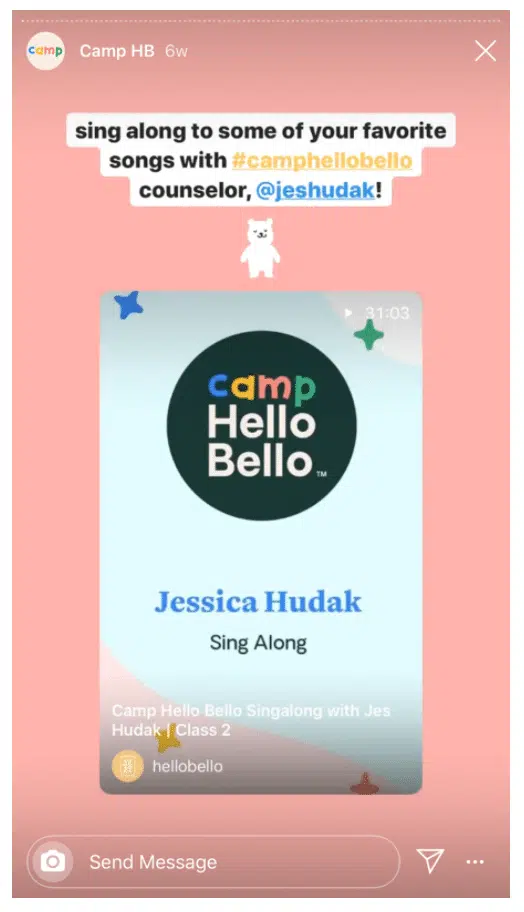 camp
Camp HB 6w
sing along to some of your favorite
songs with #camphellobello
counselor, @jeshudak!
31:03
camp
Hello
Bello™
Jessica Hudak
Sing Along
Camp Hello Bello Singalong with Jes
Hudak | Class 2
hellobello
Send Message